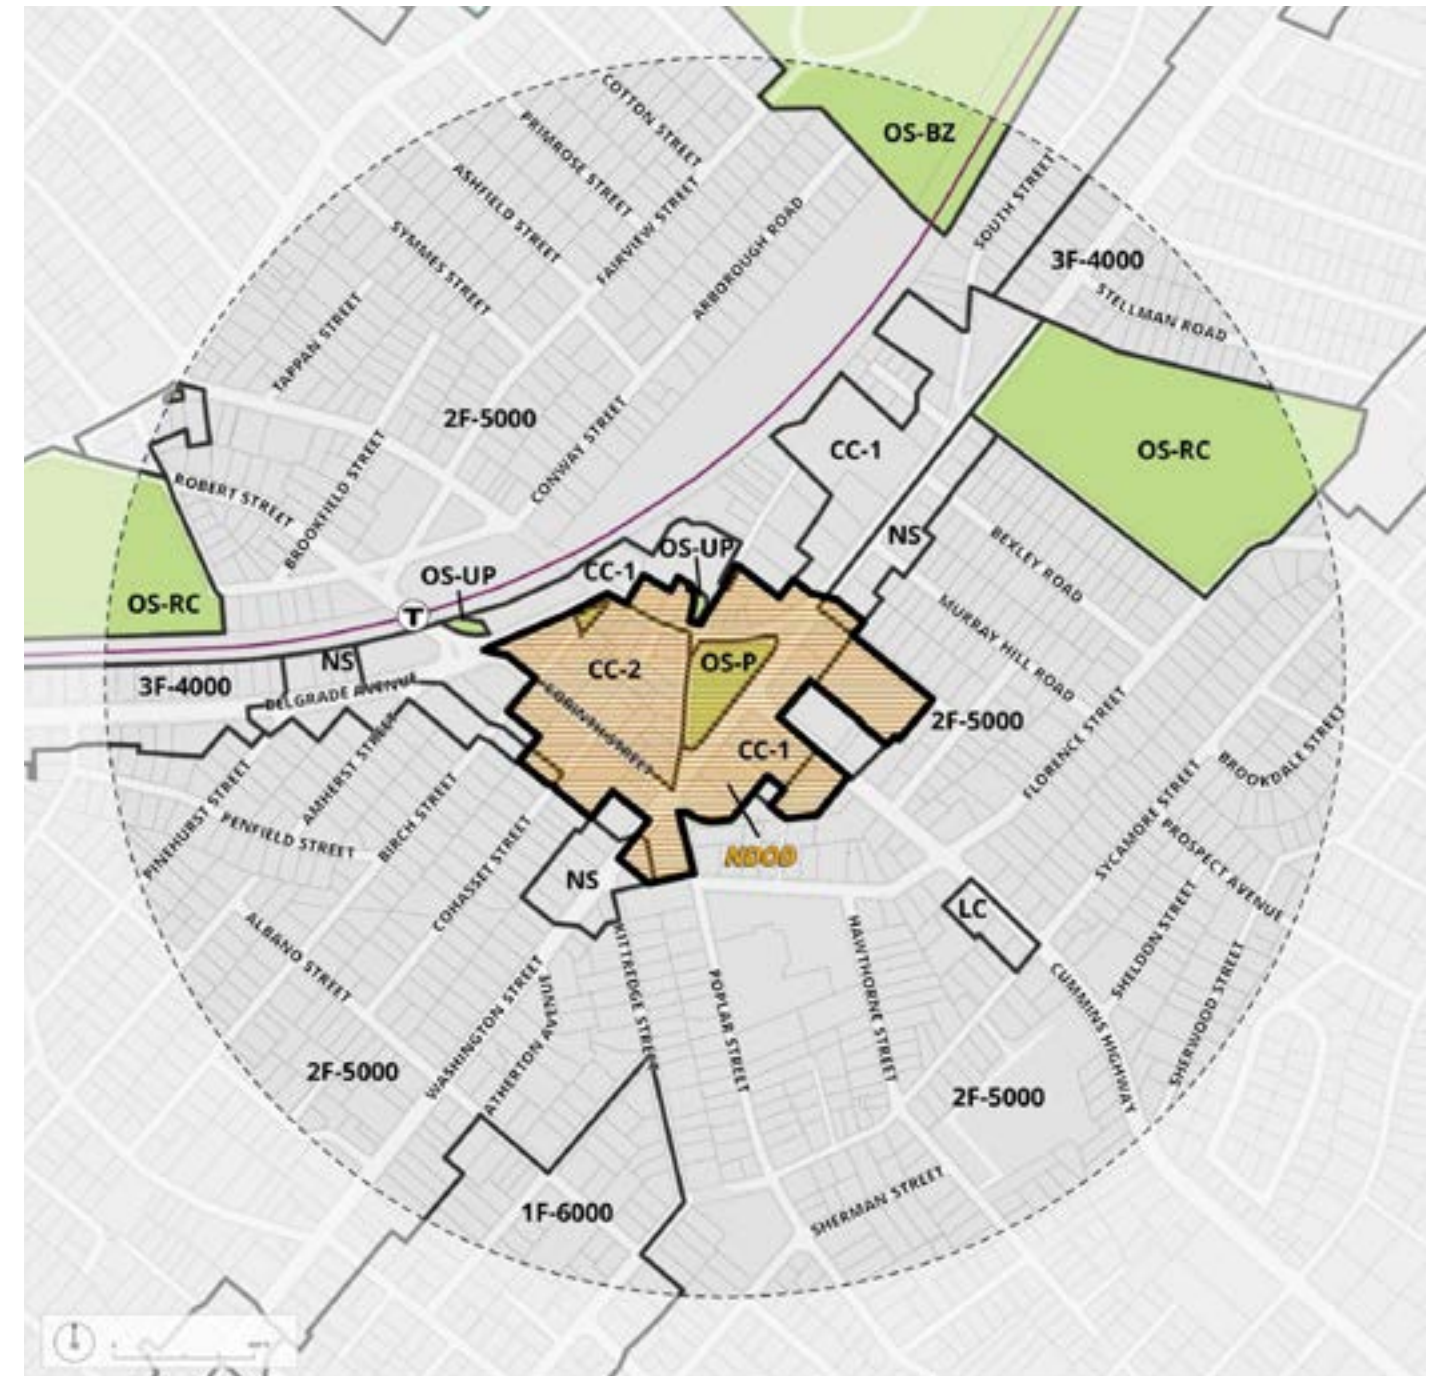 COTTON STREET
PRIMROSE STREET
OS-BZ
ASHFIELD STREET
FAIRVIEW STREET
SOUTH STREET
SYMMES STREET
ARBOROUGH ROAD
3F-4000
STELLMAN ROAD
TAPPAN STREET
2F-5000
CONWAY STREET
CC-1
OS-RC
ROBERT STREET
BROOKFIELD STREET
NS
OS-UP
BEXLEY ROAD
CC-1
OS-UP
OS-RC
T
MURRAY HILL ROAD
NS
CC-2
OS-P
3F-4000
BELGRADE AVENUE
CORINTH STREET
2F-5000
CC-1
FLORENCE STREET
BROOKDALE STREET
AMHERST STREET
PINEHURST STREET
PENFIELD STREET
BIRCH STREET
SYCAMORE STREET
PROSPECT AVENUE
NDOD
COHASSET STREET
NS
LC
ALBANO STREET
KITTREDGE STREET
HAWTHORNE STREET
SHELDON STREET
WASHINGTON STREET
ATHERTON AVENUE
POPLAR STREET
CUMMINS HIGHWAY
SHERWOOD STREET
2F-5000
2F-5000
1F-6000
SHERMAN STREET